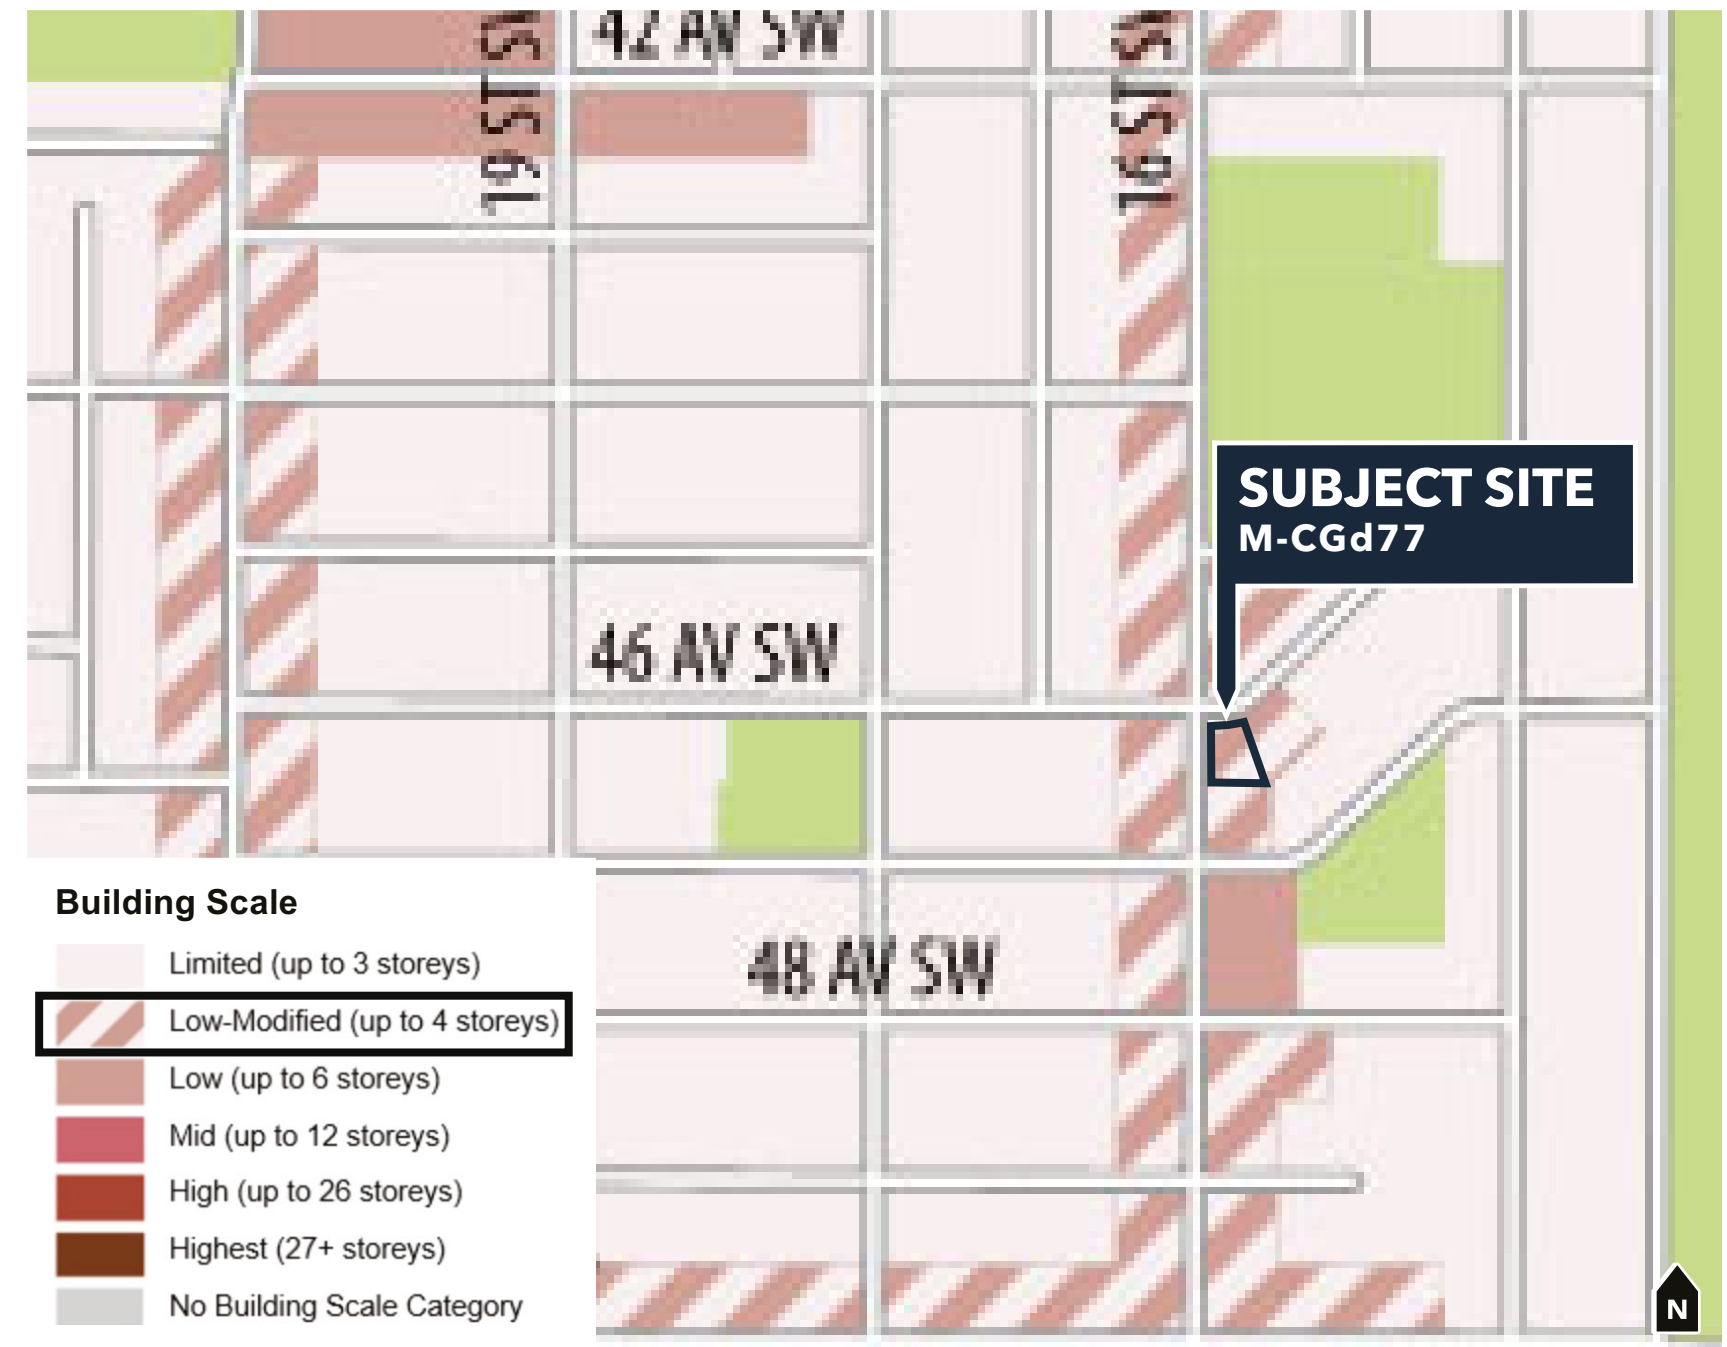 42 AV SW
19 ST SW
16 ST SW
SUBJECT SITE
M-CGd77
46 AV SW
48 AV SW
Building Scale
Limited (up to 3 storeys)
Low-Modified (up to 4 storeys)
Low (up to 6 storeys)
Mid (up to 12 storeys)
High (up to 26 storeys)
Highest (27+ storeys)
No Building Scale Category
N